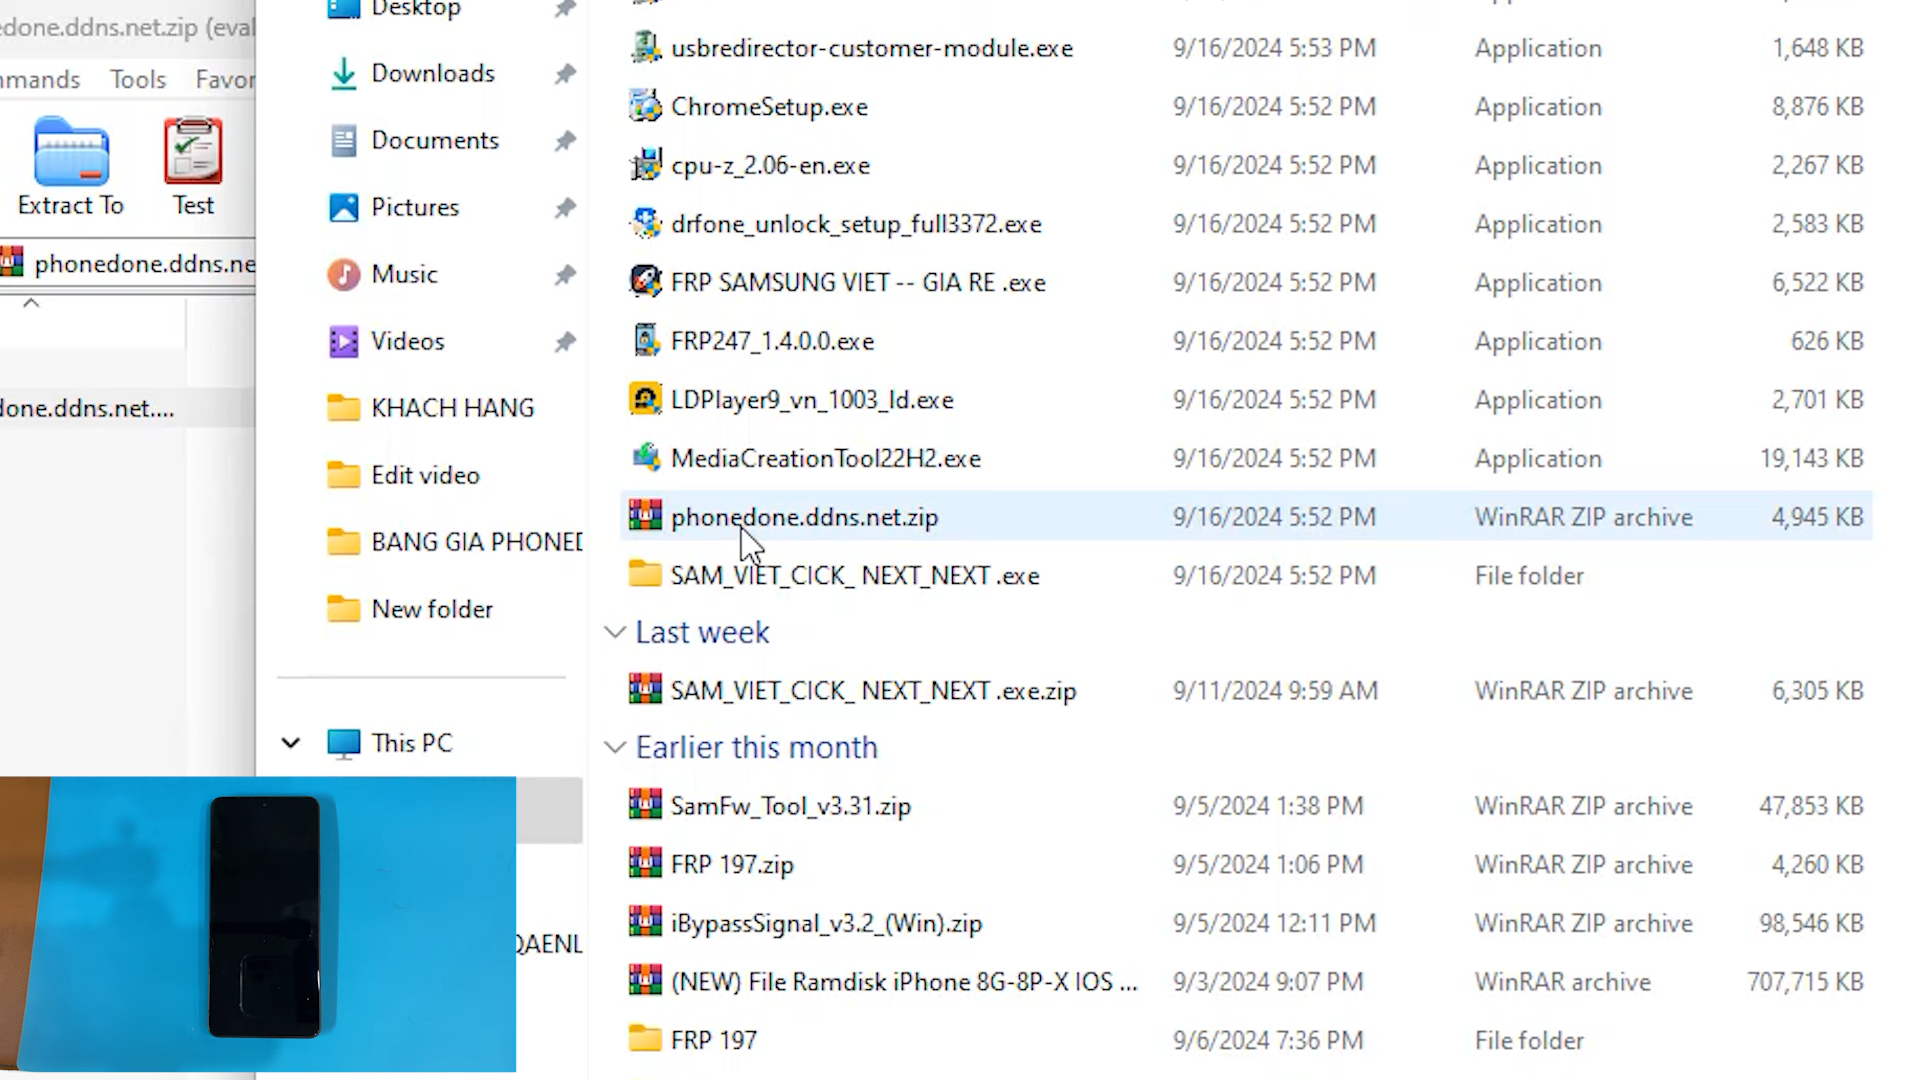 edone.ddns.net.zip (eval
mmands Tools Favor
Extract To Test
phonedone.ddns.ne
done.ddns.net....
Desktop
Downloads
Documents
Pictures
Music
Videos
KHACH HANG
Edit video
BANG GIA PHONED
New folder
This PC
QAENL
usbredirector-customer-module.exe 9/16/2024 5:53 PM Application 1,648 KB
ChromeSetup.exe 9/16/2024 5:52 PM Application 8,876 KB
cpu-z_2.06-en.exe 9/16/2024 5:52 PM Application 2,267 KB
drfone_unlock_setup_full3372.exe 9/16/2024 5:52 PM Application 2,583 KB
FRP SAMSUNG VIET -- GIA RE .exe 9/16/2024 5:52 PM Application 6,522 KB
FRP247_1.4.0.0.exe 9/16/2024 5:52 PM Application 626 KB
LDPlayer9_vn_1003_ld.exe 9/16/2024 5:52 PM Application 2,701 KB
MediaCreationTool22H2.exe 9/16/2024 5:52 PM Application 19,143 KB
phonedone.ddns.net.zip 9/16/2024 5:52 PM WinRAR ZIP archive 4,945 KB
SAM_VIET_CICK_ NEXT_NEXT .exe 9/16/2024 5:52 PM File folder
Last week
SAM_VIET_CICK_ NEXT_NEXT .exe.zip 9/11/2024 9:59 AM WinRAR ZIP archive 6,305 KB
Earlier this month
SamFw_Tool_v3.31.zip 9/5/2024 1:38 PM WinRAR ZIP archive 47,853 KB
FRP 197.zip 9/5/2024 1:06 PM WinRAR ZIP archive 4,260 KB
iBypassSignal_v3.2_(Win).zip 9/5/2024 12:11 PM WinRAR ZIP archive 98,546 KB
(NEW) File Ramdisk iPhone 8G-8P-X IOS ... 9/3/2024 9:07 PM WinRAR archive 707,715 KB
FRP 197 9/6/2024 7:36 PM File folder